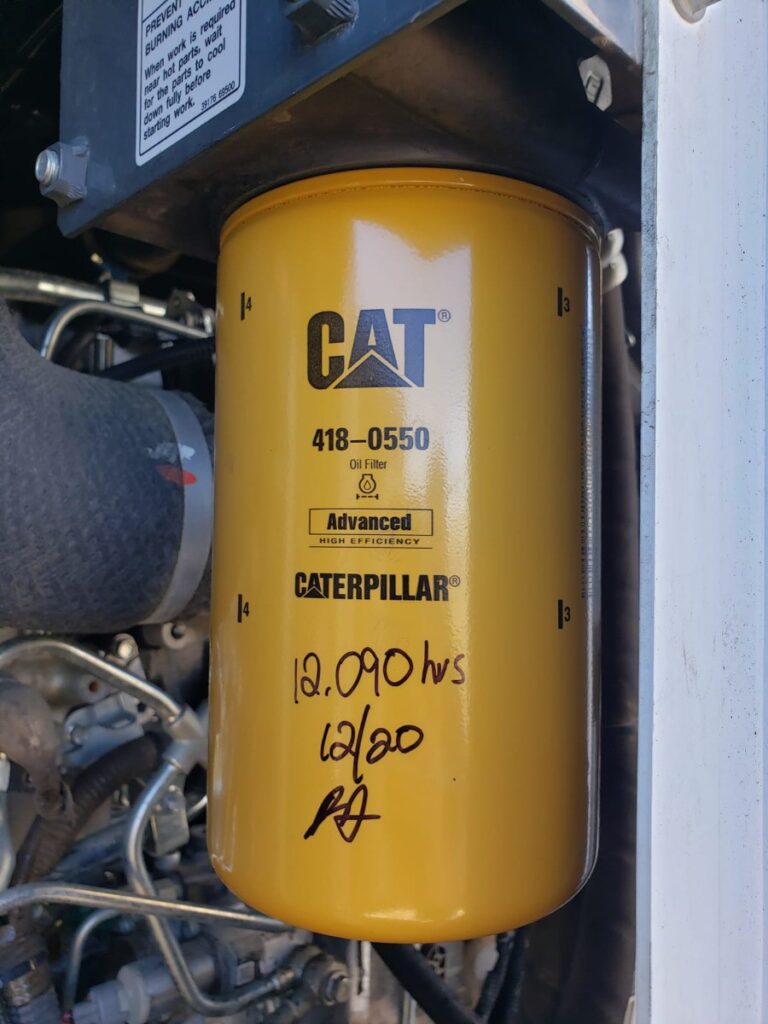 PREVENT
BURNING ACC
When work is required
near hot parts, wait
for the parts to cool
down fully before
starting work.
39176 69500
CAT®
418-0550
Oil Filter
Advanced
HIGH EFFICIENCY
CATERPILLAR®
4
3
4
3
12.090 hrs
12/20